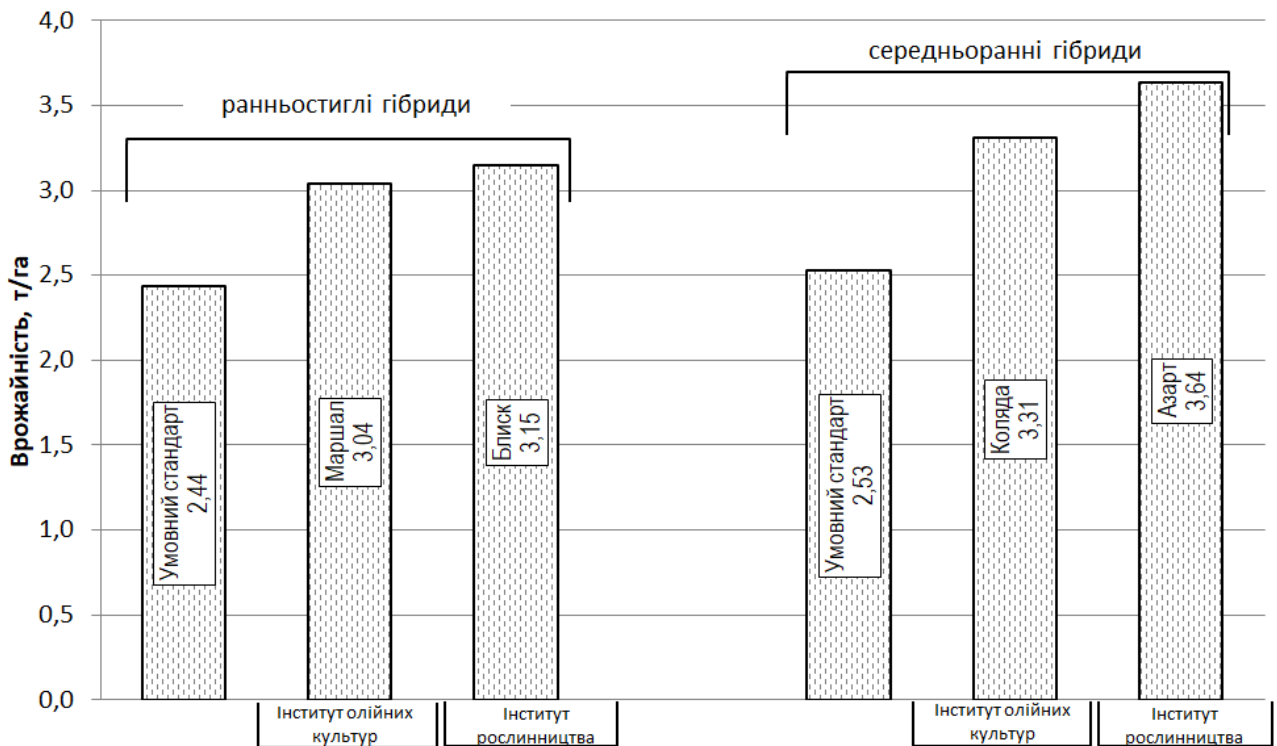 Врожайність, т/га
4,0
3,5
3,0
2,5
2,0
1,5
1,0
0,5
0,0
ранньостиглі гібриди
середньоранні гібриди
Умовний стандарт
2,44
Маршал
3,04
Блиск
3,15
Умовний стандарт
2,53
Коляда
3,31
Азарт
3,64
Інститут олійних
культур
Інститут
рослинництва
Інститут олійних
культур
Інститут
рослинництва